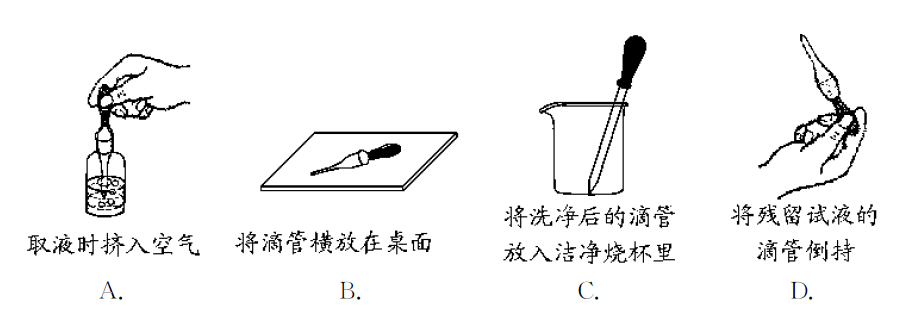 取液时挤入空气
A.
将滴管横放在桌面
B.
将洗净后的滴管
放入洁净烧杯里
C.
将残留试液的
滴管倒持
D.